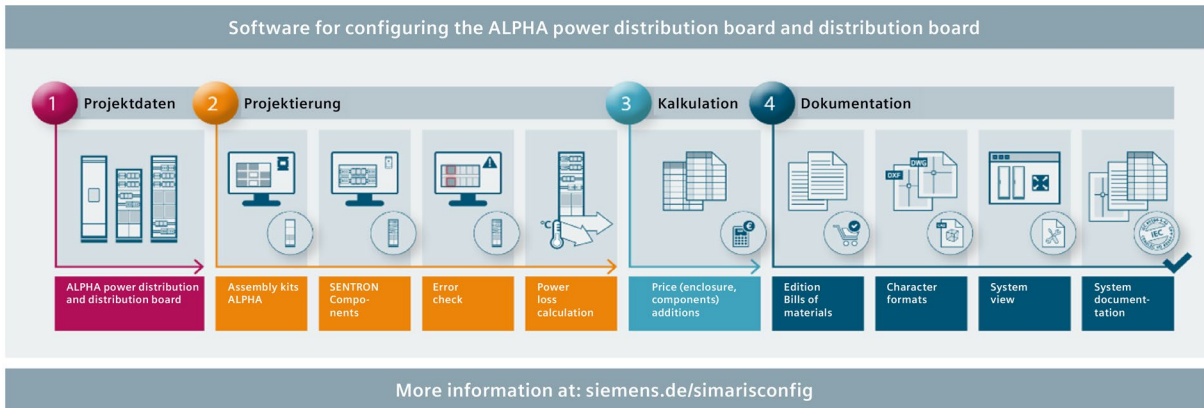 Software for configuring the ALPHA power distribution board and distribution board
1 Projektdaten
2 Projektierung
3 Kalkulation
4 Dokumentation
°C
€
DXF
DWG
IEC
ALPHA power distribution
and distribution board
Assembly kits
ALPHA
SENTRON
Compo-
nents
Error
check
Power
loss
calculation
Price (enclosure,
components)
additions
Edition
Bills of
materials
Character
formats
System
view
System
document-
tation
More information at: siemens.de/simarisconfig